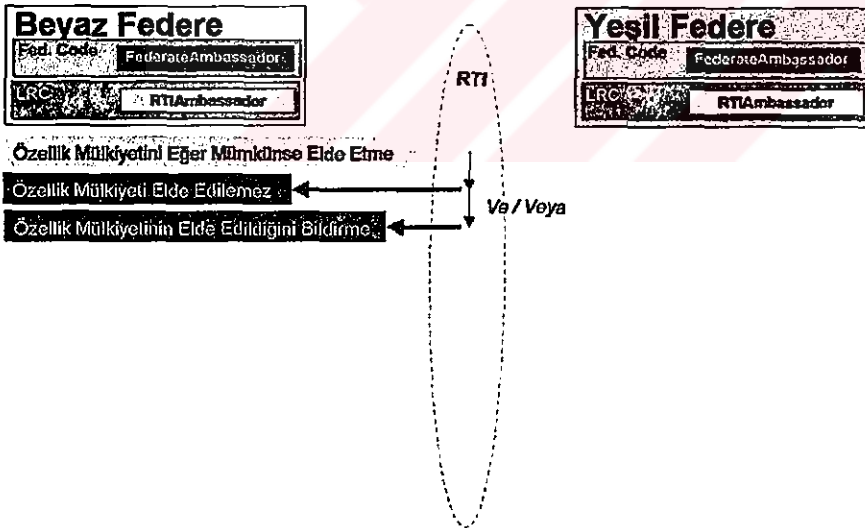 Beyaz Federe
Fed. Code
FederateAmbassador
LRC
RTIAmbassador
RTI
Yeşil Federe
Fed. Code
FederateAmbassador
LRC
RTIAmbassador
Özellik Mülkiyetini Eğer Mümkünse Elde Etme
Özellik Mülkiyeti Elde Edilemez
Ve / Veya
Özellik Mülkiyetinin Elde Edildiğini Bildirme